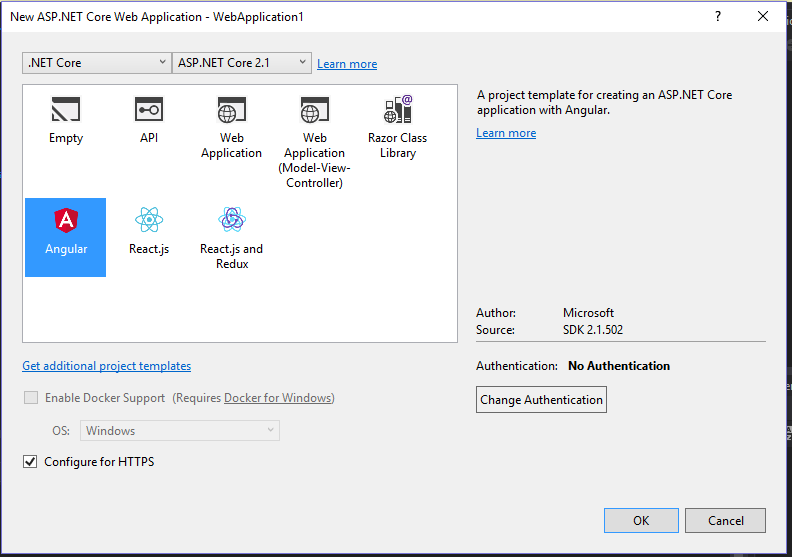 New ASP.NET Core Web Application - WebApplication1
?
.NET Core
ASP.NET Core 2.1
Learn more
Empty
API
Web
Application
Web
Application
(Model-View-
Controller)
Razor Class
Library
Angular
React.js
React.js and
Redux
A project template for creating an ASP.NET Core
application with Angular.
Learn more
Author: Microsoft
Source: SDK 2.1.502
Get additional project templates
Authentication: No Authentication
Change Authentication
Enable Docker Support (Requires Docker for Windows)
OS: Windows
Configure for HTTPS
OK
Cancel